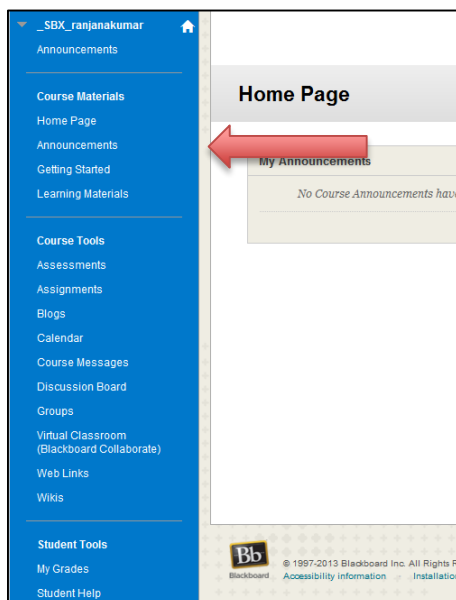 _SBX_ranjanakumar
Announcements
Course Materials
Home Page
Announcements
Getting Started
Learning Materials
Course Tools
Assessments
Assignments
Blogs
Calendar
Course Messages
Discussion Board
Groups
Virtual Classroom
(Blackboard Collaborate)
Web Links
Wikis
Student Tools
My Grades
Student Help
Home Page
My Announcements
No Course Announcements have
Bb
Blackboard
© 1997-2013 Blackboard Inc. All Rights R
Accessibility information
Installation